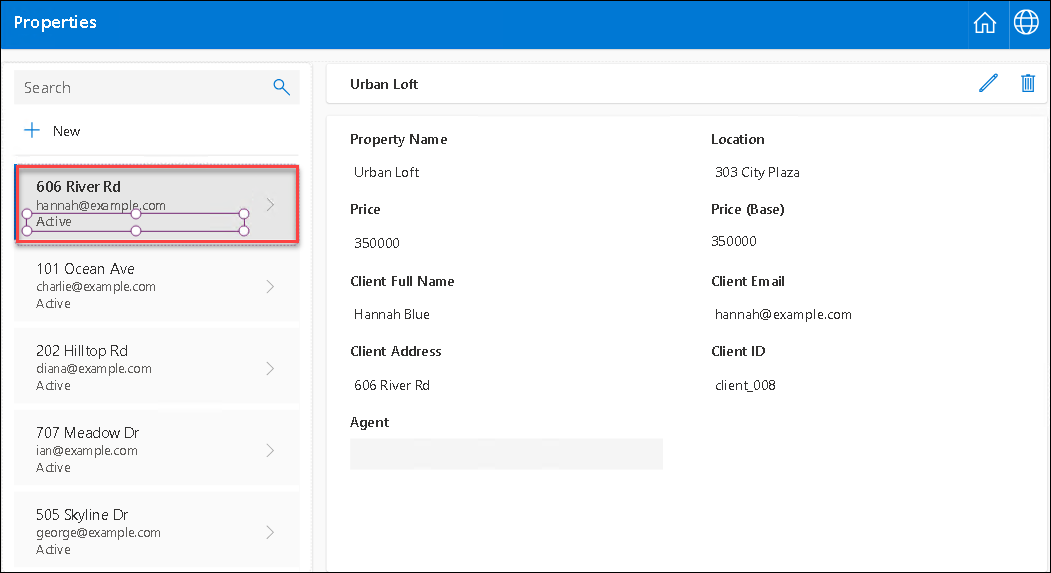 Properties
Search
New
606 River Rd
hannah@example.com
Active
101 Ocean Ave
charlie@example.com
Active
202 Hilltop Rd
diana@example.com
Active
707 Meadow Dr
ian@example.com
Active
505 Skyline Dr
george@example.com
Active
Urban Loft
Property Name
Urban Loft
Location
303 City Plaza
Price
350000
Price (Base)
350000
Client Full Name
Hannah Blue
Client Email
hannah@example.com
Client Address
606 River Rd
Client ID
client_008
Agent